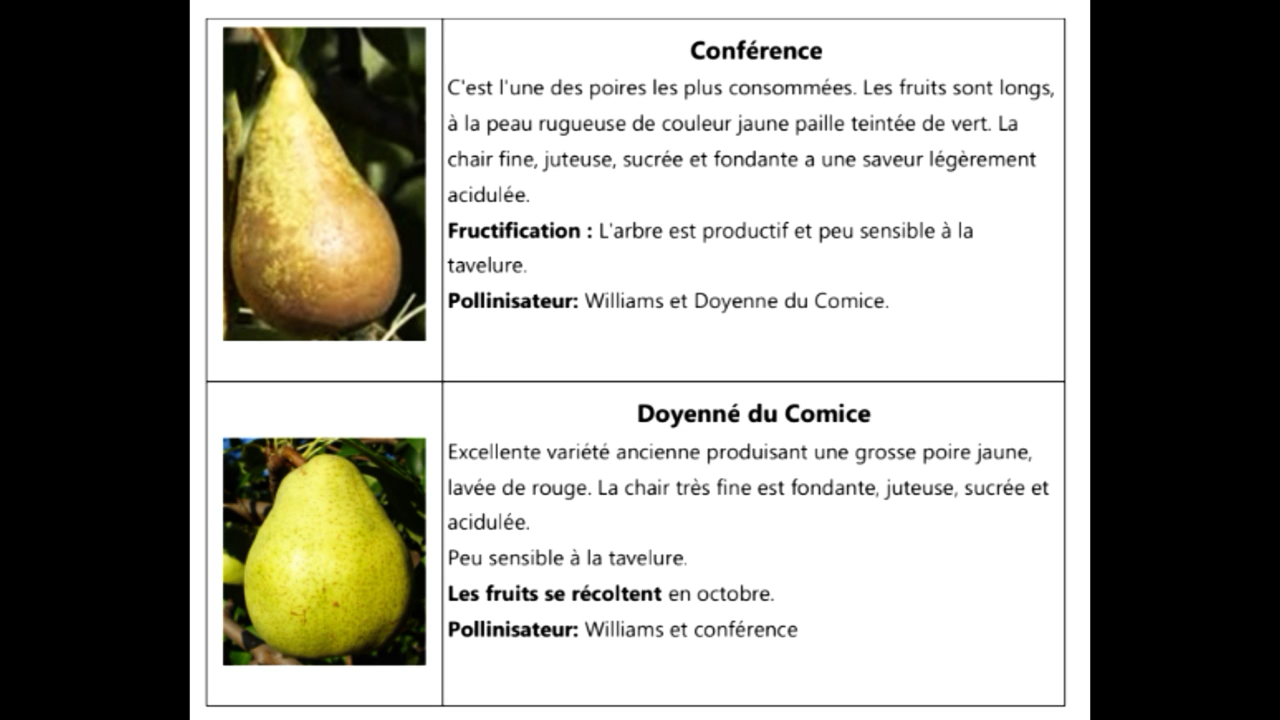 Conférence
C'est l'une des poires les plus consommées. Les fruits sont longs,
à la peau rugueuse de couleur jaune paille teintée de vert. La
chair fine, juteuse, sucrée et fondante a une saveur légèrement
acidulée.
Fructification : L'arbre est productif et peu sensible à la
tavelure.
Pollinisateur: Williams et Doyenne du Comice.
Doyenné du Comice
Excellente variété ancienne produisant une grosse poire jaune,
lavée de rouge. La chair très fine est fondante, juteuse, sucrée et
acidulée.
Peu sensible à la tavelure.
Les fruits se récoltent en octobre.
Pollinisateur: Williams et conférence